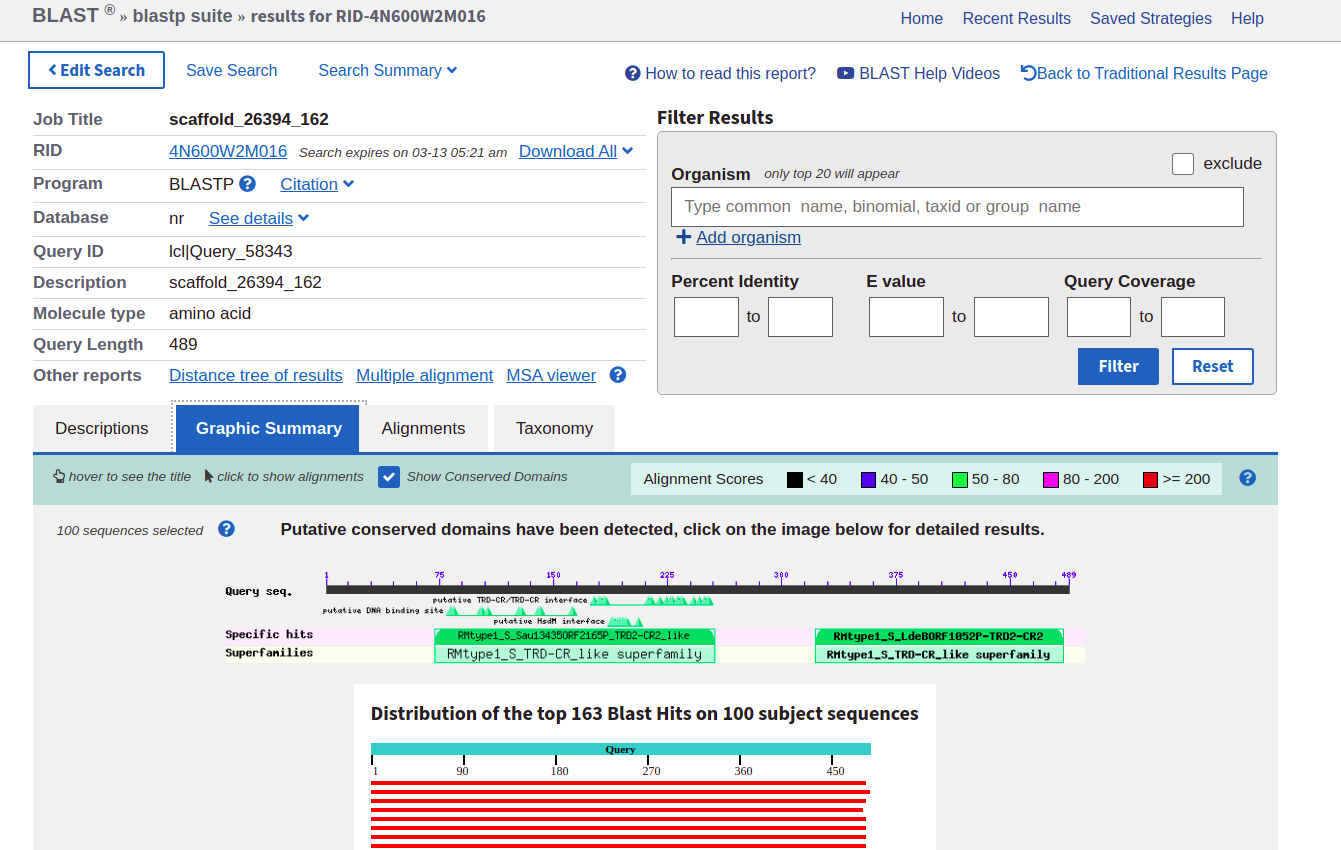 BLAST ® » blastp suite » results for RID-4N600W2M016
Home Recent Results Saved Strategies Help
Edit Search Save Search Search Summary
How to read this report? BLAST Help Videos Back to Traditional Results Page
Job Title scaffold_26394_162
RID 4N600W2M016 Search expires on 03-13 05:21 am Download All
Program BLASTP Citation
Database nr See details
Query ID lcl|Query_58343
Description scaffold_26394_162
Molecule type amino acid
Query Length 489
Other reports Distance tree of results Multiple alignment MSA viewer
Filter Results
Organism only top 20 will appear exclude
Type common name, binomial, taxid or group name
Add organism
Percent Identity E value Query Coverage
to to to
Filter Reset
Descriptions Graphic Summary Alignments Taxonomy
hover to see the title click to show alignments Show Conserved Domains
Alignment Scores < 40 40 - 50 50 - 80 80 - 200 >= 200
100 sequences selected Putative conserved domains have been detected, click on the image below for detailed results.
1 75 150 225 300 375 450 489
Query seq.
putative TRD-CR/TRD-CR interface
putative DNA binding site
putative HsdM interface
Specific hits RMtype1_S_Sau13435ORF2165P_TRD2-CR2_like RMtype1_S_LdeBORF1052P-TRD2-CR2
Superfamilies RMtype1_S_TRD-CR_like superfamily RMtype1_S_TRD-CR_like superfamily
Distribution of the top 163 Blast Hits on 100 subject sequences
Query
1 90 180 270 360 450